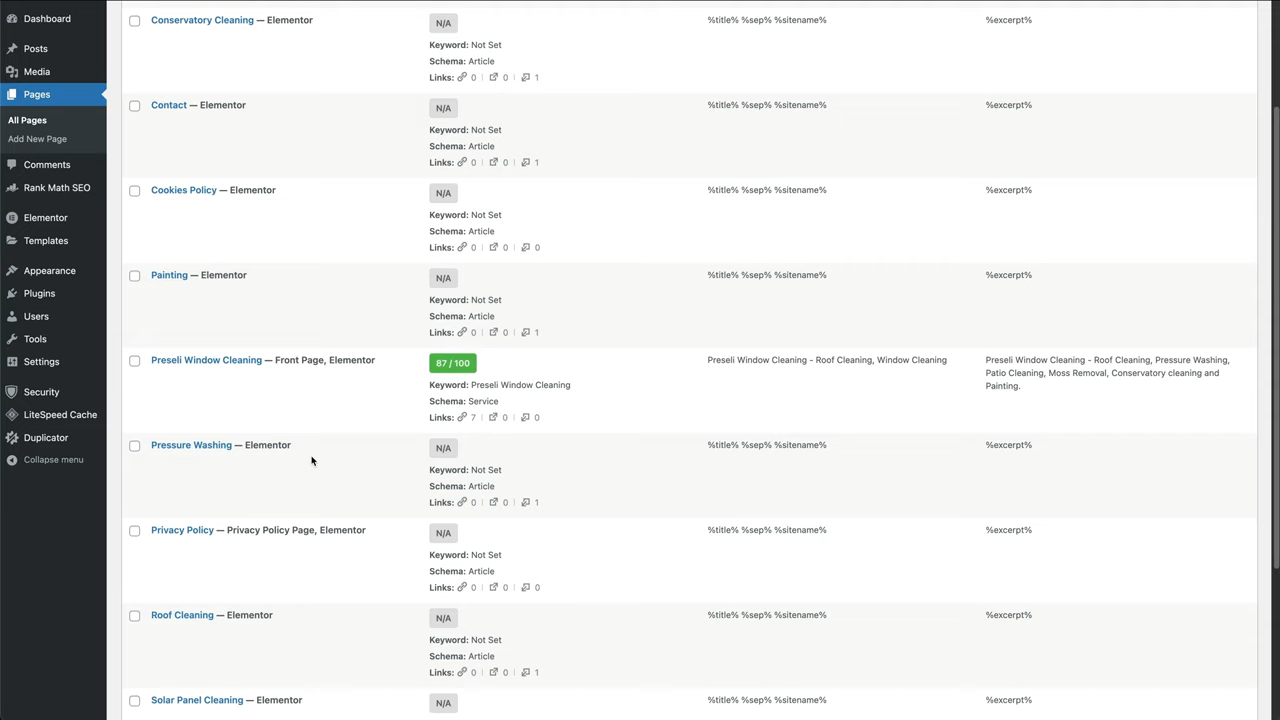 Dashboard
Posts
Media
Pages
All Pages
Add New Page
Comments
Rank Math SEO
Elementor
Templates
Appearance
Plugins
Users
Tools
Settings
Security
LiteSpeed Cache
Duplicator
Collapse menu
Conservatory Cleaning — Elementor
N/A
Keyword: Not Set
Schema: Article
Links: 0 | 0 | 1
%title% %sep% %sitename%
%excerpt%
Contact — Elementor
N/A
Keyword: Not Set
Schema: Article
Links: 0 | 0 | 1
%title% %sep% %sitename%
%excerpt%
Cookies Policy — Elementor
N/A
Keyword: Not Set
Schema: Article
Links: 0 | 0 | 0
%title% %sep% %sitename%
%excerpt%
Painting — Elementor
N/A
Keyword: Not Set
Schema: Article
Links: 0 | 0 | 1
%title% %sep% %sitename%
%excerpt%
Preseli Window Cleaning — Front Page, Elementor
87 / 100
Keyword: Preseli Window Cleaning
Schema: Service
Links: 7 | 0 | 0
Preseli Window Cleaning - Roof Cleaning, Window Cleaning
Preseli Window Cleaning - Roof Cleaning, Pressure Washing,
Patio Cleaning, Moss Removal, Conservatory cleaning and
Painting.
Pressure Washing — Elementor
N/A
Keyword: Not Set
Schema: Article
Links: 0 | 0 | 1
%title% %sep% %sitename%
%excerpt%
Privacy Policy — Privacy Policy Page, Elementor
N/A
Keyword: Not Set
Schema: Article
Links: 0 | 0 | 0
%title% %sep% %sitename%
%excerpt%
Roof Cleaning — Elementor
N/A
Keyword: Not Set
Schema: Article
Links: 0 | 0 | 1
%title% %sep% %sitename%
%excerpt%
Solar Panel Cleaning — Elementor
N/A
%title% %sep% %sitename%
%excerpt%